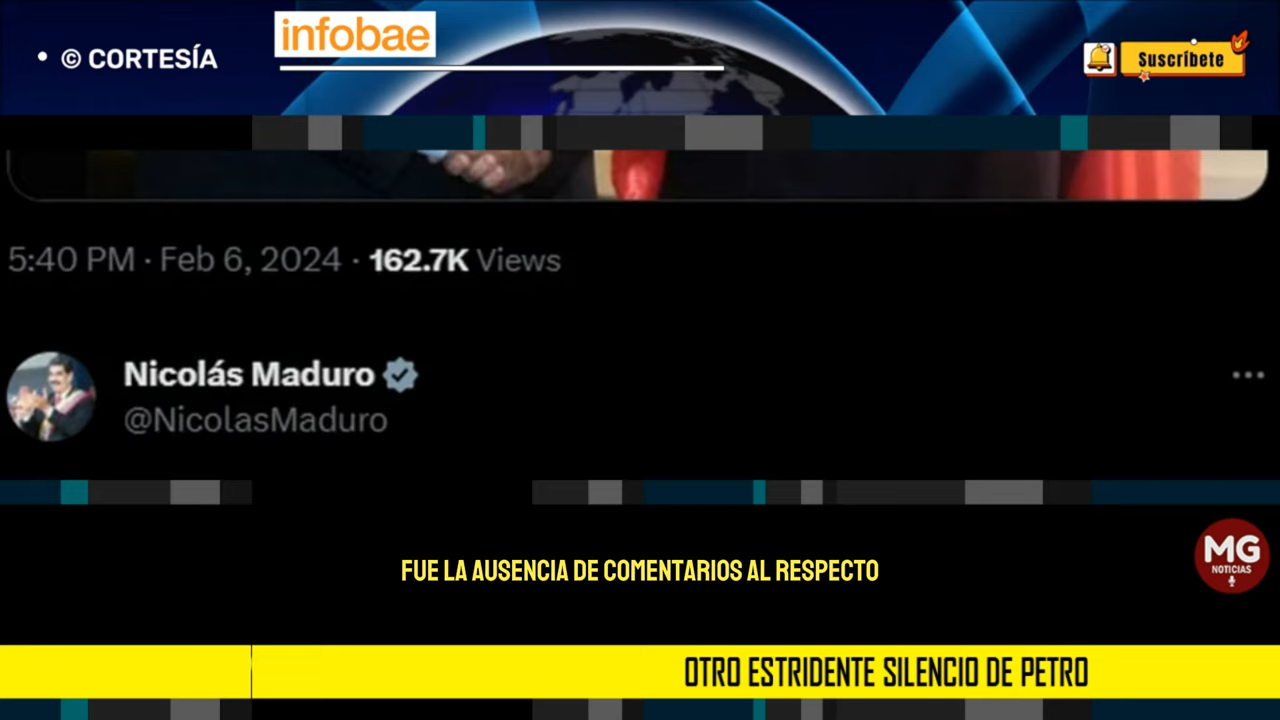 • © CORTESÍA
infobae
Suscríbete
5:40 PM · Feb 6, 2024 · 162.7K Views
Nicolás Maduro
@NicolasMaduro
FUE LA AUSENCIA DE COMENTARIOS AL RESPECTO
MG
NOTICIAS
OTRO ESTRIDENTE SILENCIO DE PETRO